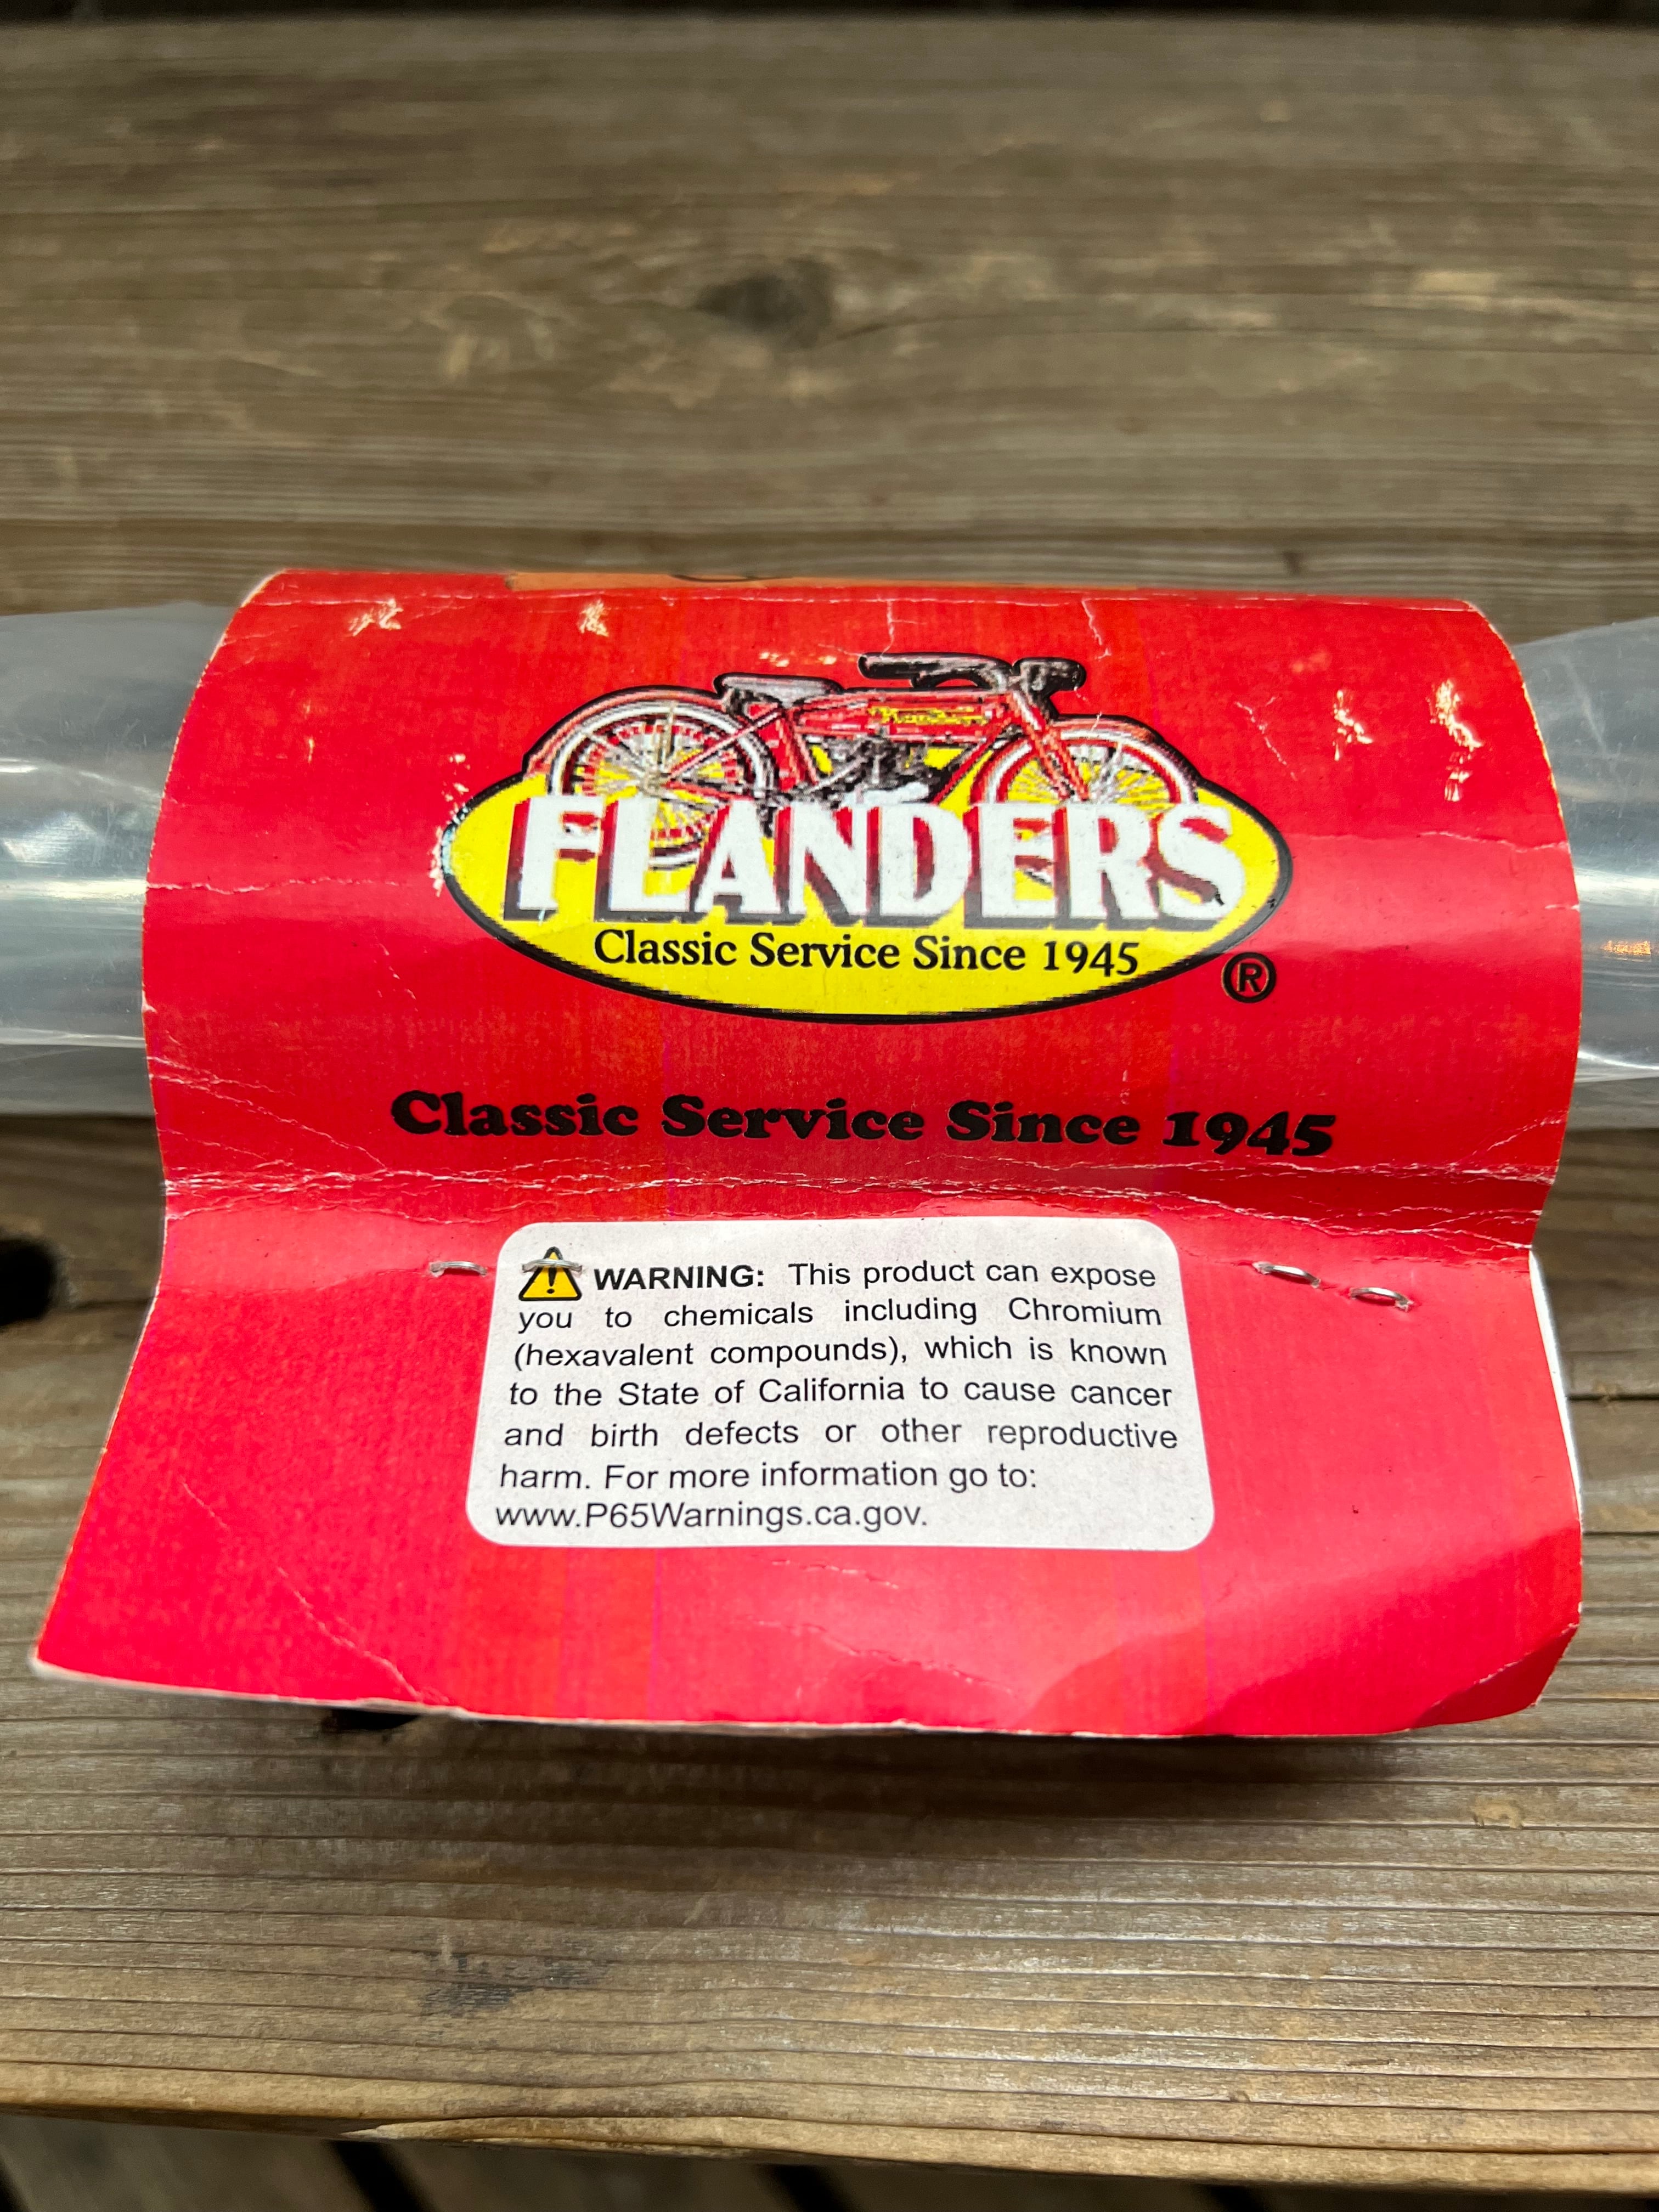 FLANDERS
Classic Service Since 1945
®
Classic Service Since 1945
WARNING: This product can expose
you to chemicals including Chromium
(hexavalent compounds), which is known
to the State of California to cause cancer
and birth defects or other reproductive
harm. For more information go to:
www.P65Warnings.ca.gov.